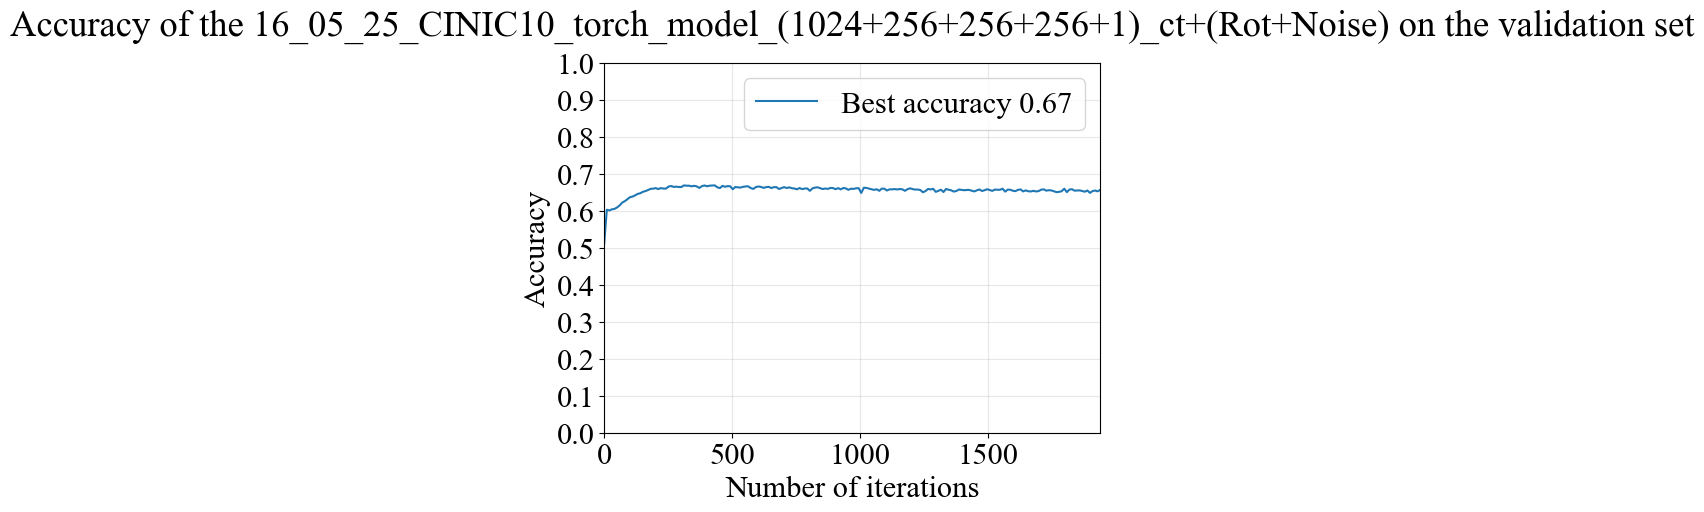 Accuracy of the 16_05_25_CINIC10_torch_model_(1024+256+256+256+1)_ct+(Rot+Noise) on the validation set
1.0
0.9
0.8
0.7
0.6
0.5
0.4
0.3
0.2
0.1
0.0
Accuracy
Best accuracy 0.67
0 500 1000 1500
Number of iterations